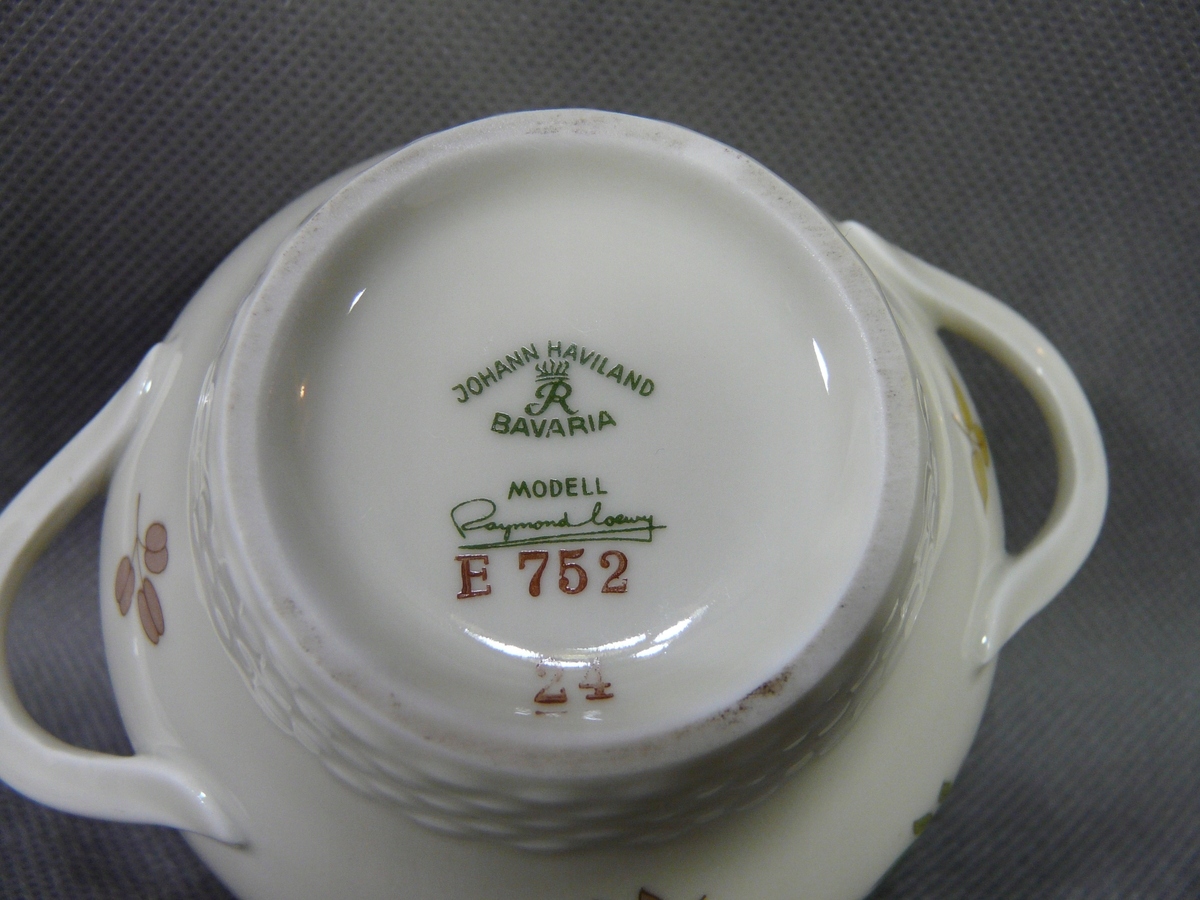 JOHANN HAVILAND
R
BAVARIA
MODELL
Raymond Loewy
E 752
24